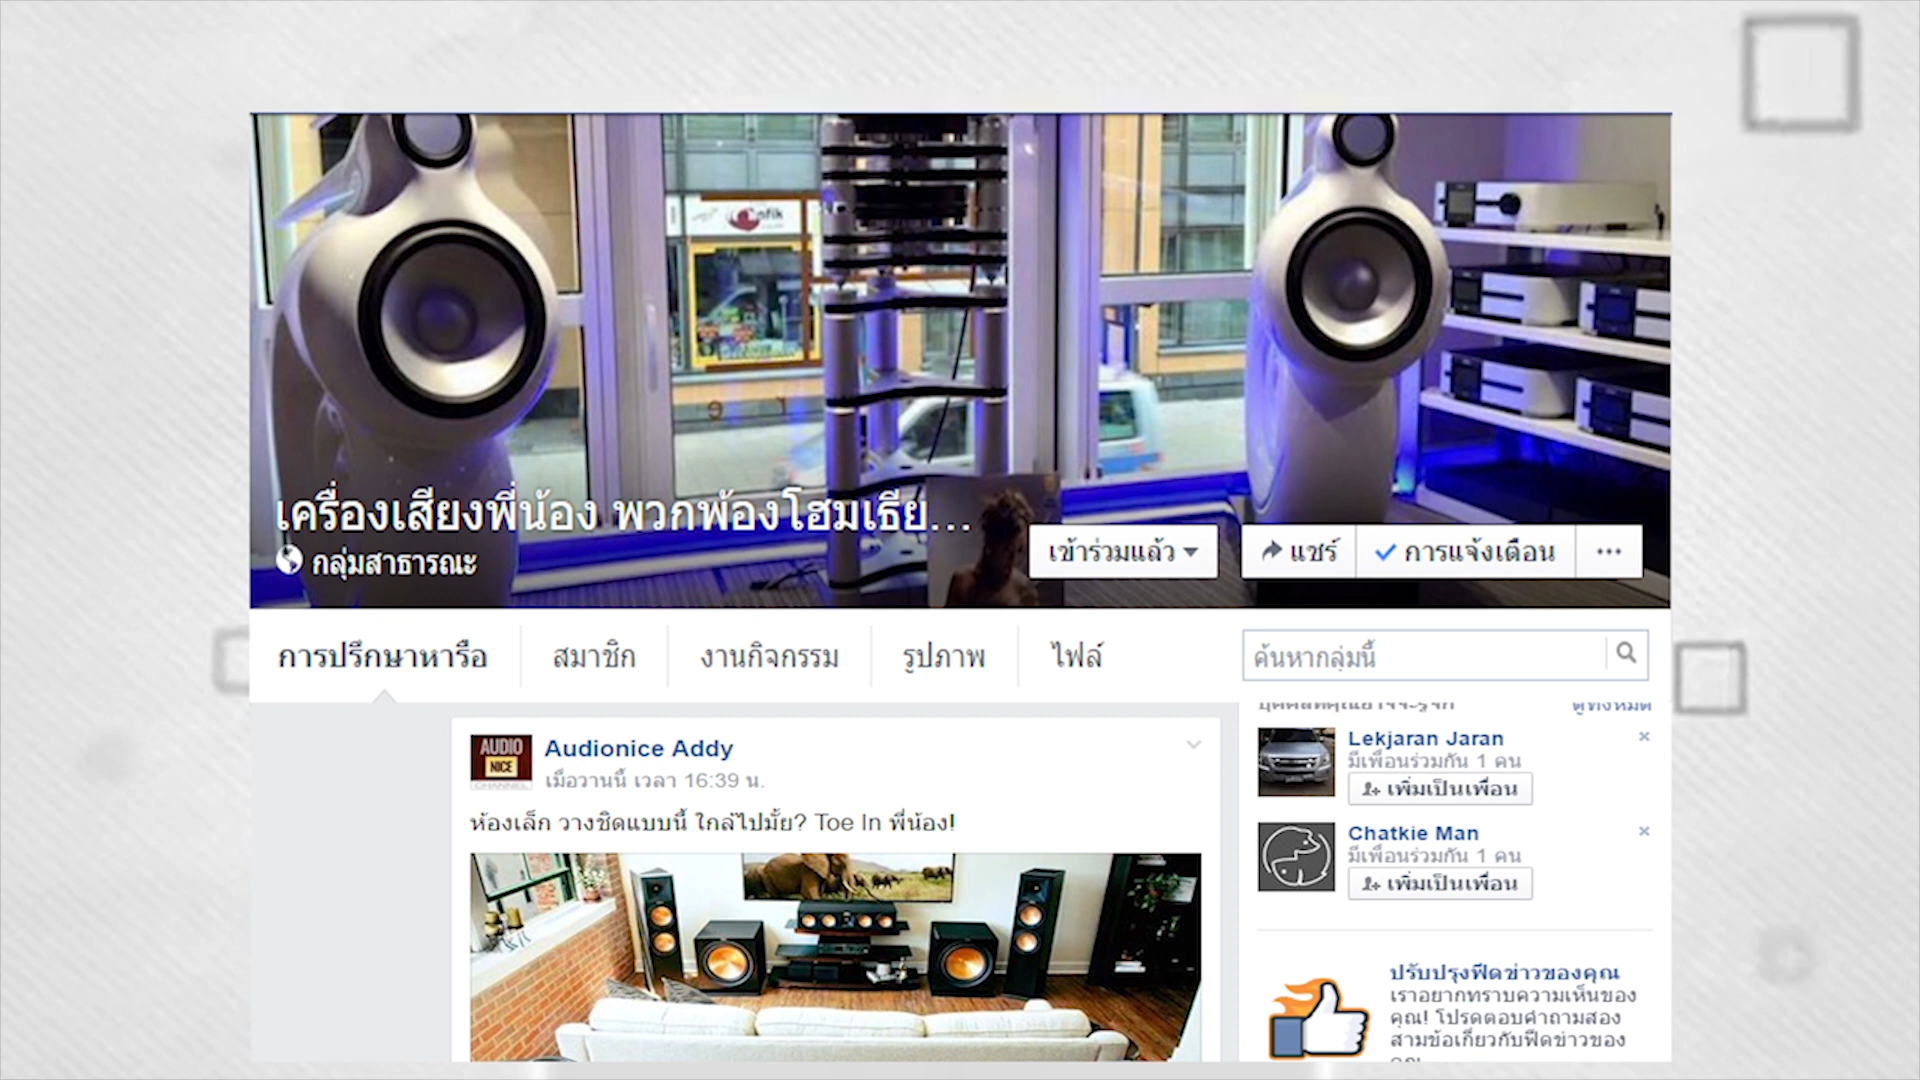 เครื่องเสียงพี่น้อง พวกพ้องโฮมเธีย...
กลุ่มสาธารณะ
เข้าร่วมแล้ว
แชร์
การแจ้งเตือน
การปรึกษาหารือ
สมาชิก
งานกิจกรรม
รูปภาพ
ไฟล์
ค้นหากลุ่มนี้
AUDIO
NICE
CHANNEL
Audionice Addy
เมื่อวานนี้ เวลา 16:39 น.
ห้องเล็ก วางชิดแบบนี้ ใกล้ไปมั้ย? Toe In พี่น้อง!
ดูทั้งหมด
Lekjaran Jaran
มีเพื่อนร่วมกัน 1 คน
เพิ่มเป็นเพื่อน
Chatkie Man
มีเพื่อนร่วมกัน 1 คน
เพิ่มเป็นเพื่อน
ปรับปรุงฟีดข่าวของคุณ
เราอยากทราบความเห็นของ
คุณ! โปรดตอบคำถามสอง
สามข้อเกี่ยวกับฟีดข่าวของ